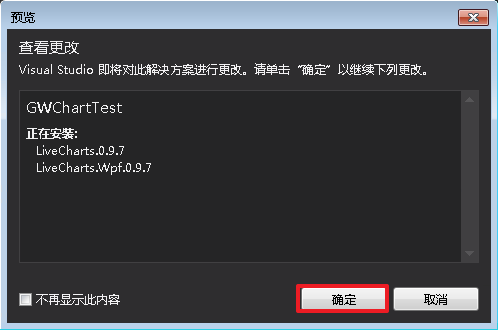 预览
查看更改
Visual Studio 即将对此解决方案进行更改。请单击“确定”以继续下列更改。
GWChartTest
正在安装:
LiveCharts.0.9.7
LiveCharts.Wpf.0.9.7
不再显示此内容
确定
取消